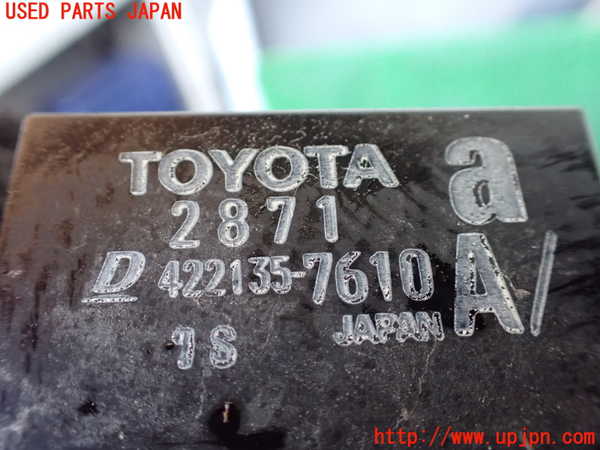 USED PARTS JAPAN
TOYOTA a
2871
D 422135-7610 A/
1S JAPAN
http://www.upjpn.com